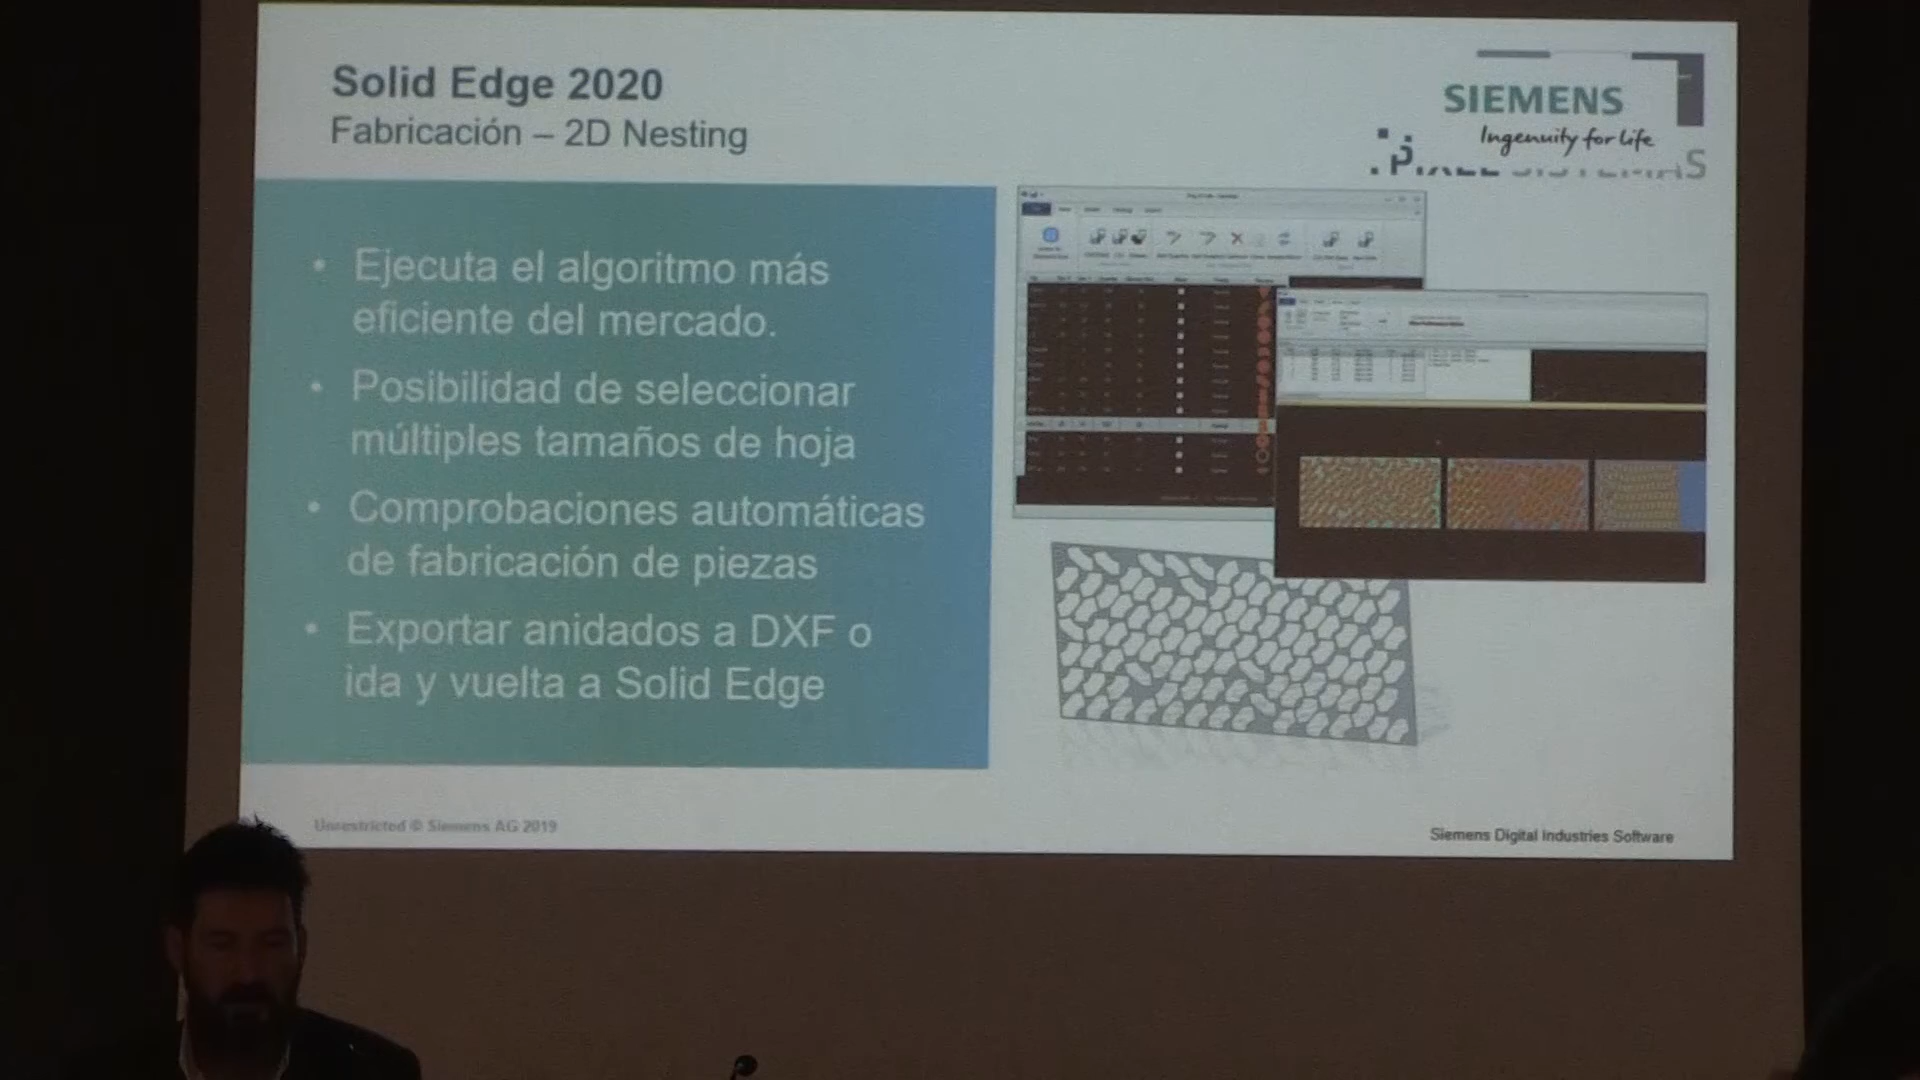 Solid Edge 2020
Fabricación – 2D Nesting
SIEMENS
Ingenuity for life
• Ejecuta el algoritmo más
eficiente del mercado.
• Posibilidad de seleccionar
múltiples tamaños de hoja
• Comprobaciones automáticas
de fabricación de piezas
• Exportar anidados a DXF o
ida y vuelta a Solid Edge
Unrestricted © Siemens AG 2019
Siemens Digital Industries Software